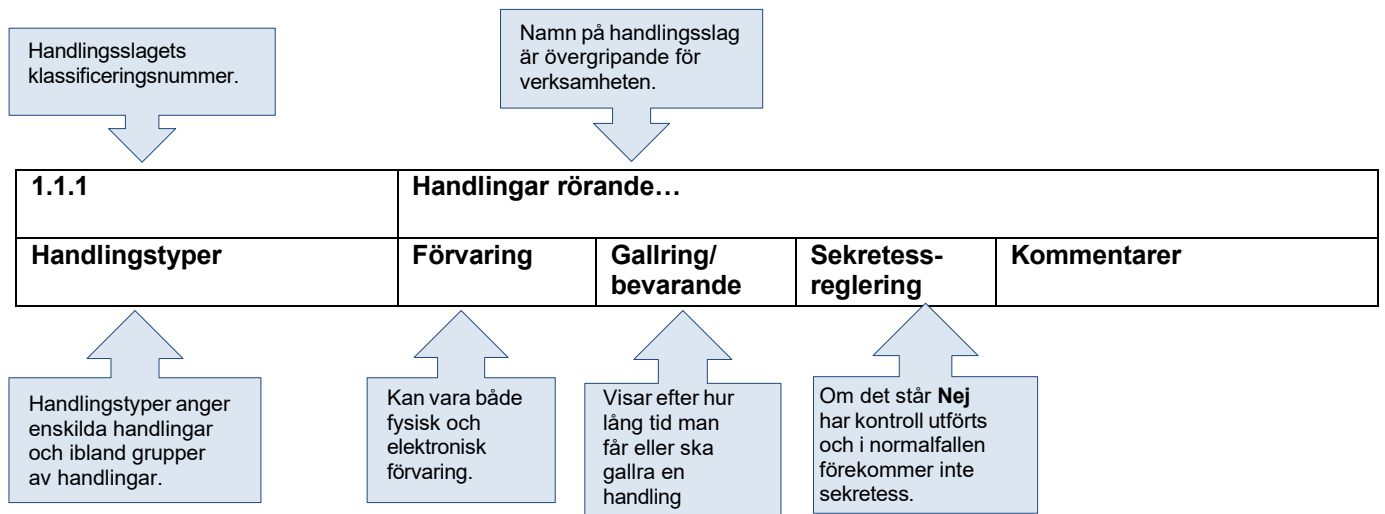 Handlingsslagets
klassificeringsnummer.
Namn på handlingsslag
är övergripande för
verksamheten.
1.1.1
Handlingar rörande…
Handlingstyper
Förvaring
Gallring/
bevarande
Sekretess-
reglering
Kommentarer
Handlingstyper anger
enskilda handlingar
och ibland grupper
av handlingar.
Kan vara både
fysisk och
elektronisk
förvaring.
Visar efter hur
lång tid man
får eller ska
gallra en
handling
Om det står Nej
har kontroll utförts
och i normalfallen
förekommer inte
sekretess.